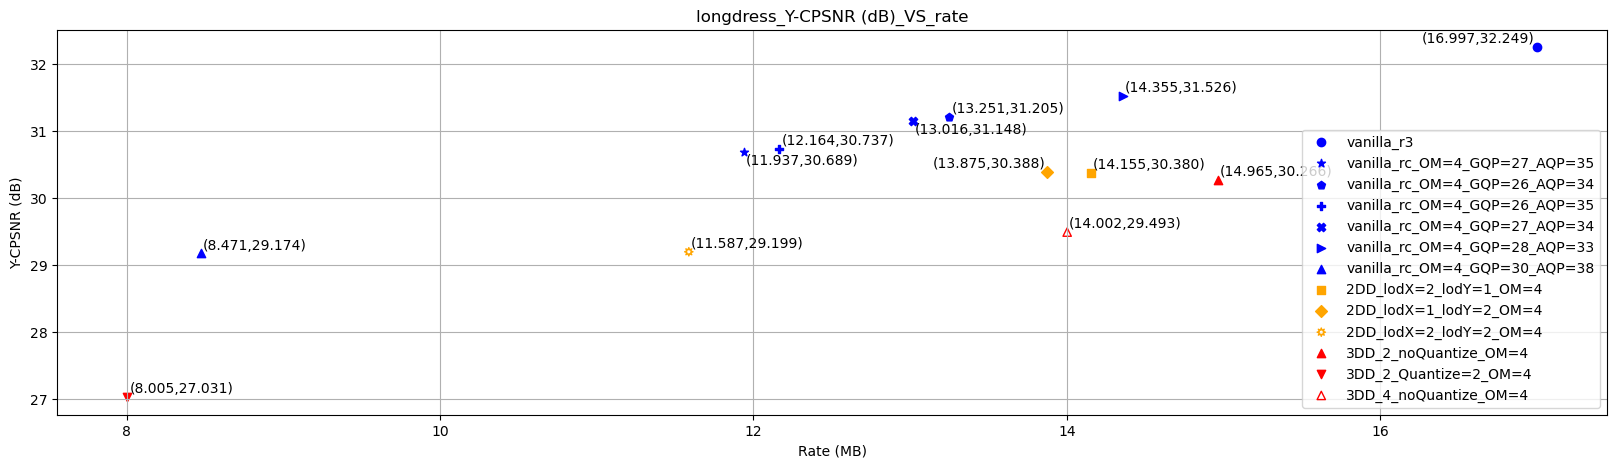 longdress_Y-CPSNR (dB)_VS_rate
(16.997,32.249)
(14.355,31.526)
(13.251,31.205)
(13.016,31.148)
(12.164,30.737)
(11.937,30.689)
(13.875,30.388)
(14.155,30.380)
(14.965,30.266)
(14.002,29.493)
(8.471,29.174)
(11.587,29.199)
(8.005,27.031)
vanilla_r3
vanilla_rc_OM=4_GQP=27_AQP=35
vanilla_rc_OM=4_GQP=26_AQP=34
vanilla_rc_OM=4_GQP=26_AQP=35
vanilla_rc_OM=4_GQP=27_AQP=34
vanilla_rc_OM=4_GQP=28_AQP=33
vanilla_rc_OM=4_GQP=30_AQP=38
2DD_lodX=2_lodY=1_OM=4
2DD_lodX=1_lodY=2_OM=4
2DD_lodX=2_lodY=2_OM=4
3DD_2_noQuantize_OM=4
3DD_2_Quantize=2_OM=4
3DD_4_noQuantize_OM=4
Y-CPSNR (dB)
32
31
30
29
28
27
8
10
12
14
16
Rate (MB)